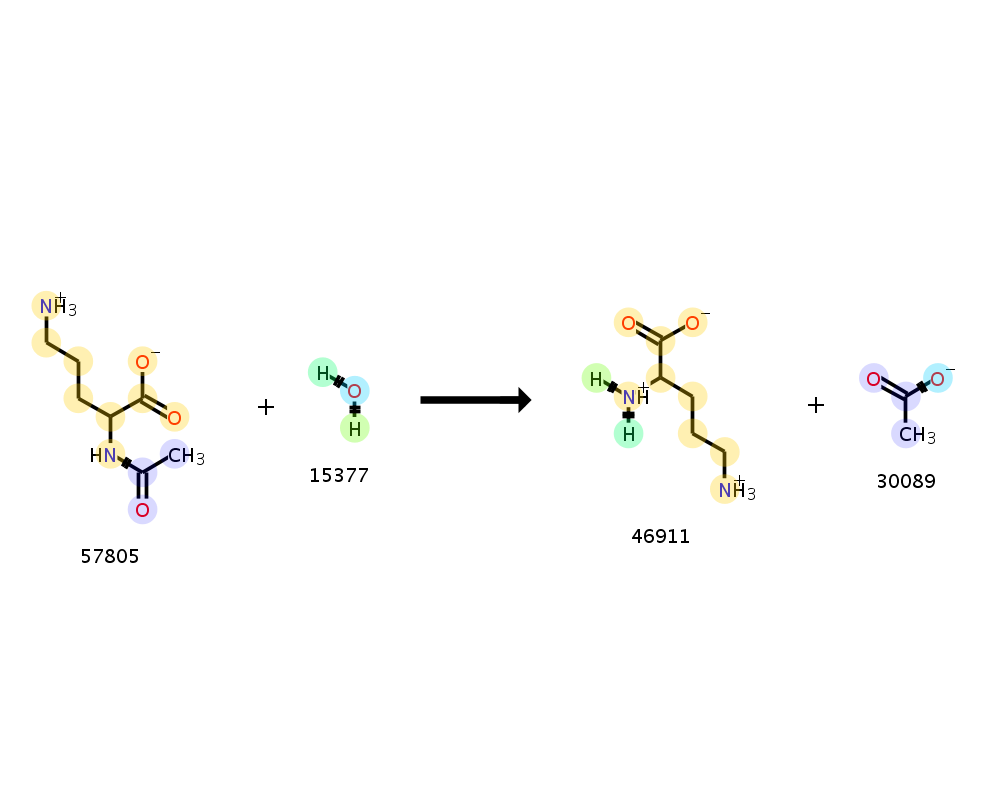 NH3+
O−
O
HN
CH3
O
57805
+
H
O
H
15377
+
O
O−
H
NH+
H
NH3+
46911
+
O
O−
CH3
30089